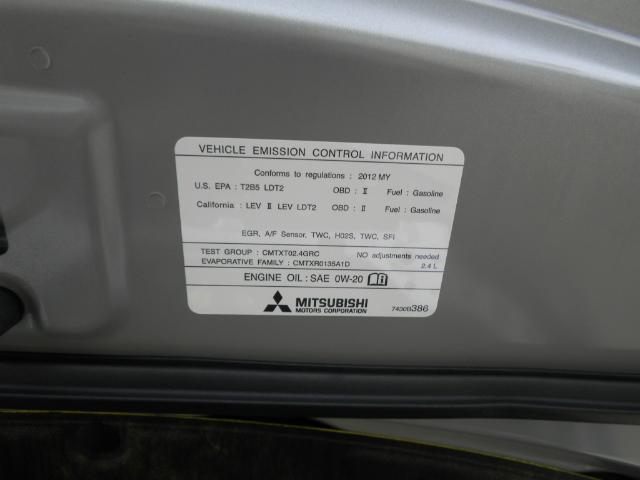 VEHICLE EMISSION CONTROL INFORMATION
Conforms to regulations : 2012 MY
U.S. EPA : T2B5 LDT2 OBD : II Fuel : Gasoline
California : LEV II LEV LDT2 OBD : II Fuel : Gasoline
EGR, A/F Sensor, TWC, HO2S, TWC, SFI
TEST GROUP : CMTXT02.4GRC NO adjustments needed
EVAPORATIVE FAMILY : CMTXR0135A1D 2.4 L
ENGINE OIL : SAE 0W-20
MITSUBISHI
MOTORS CORPORATION 7430B386